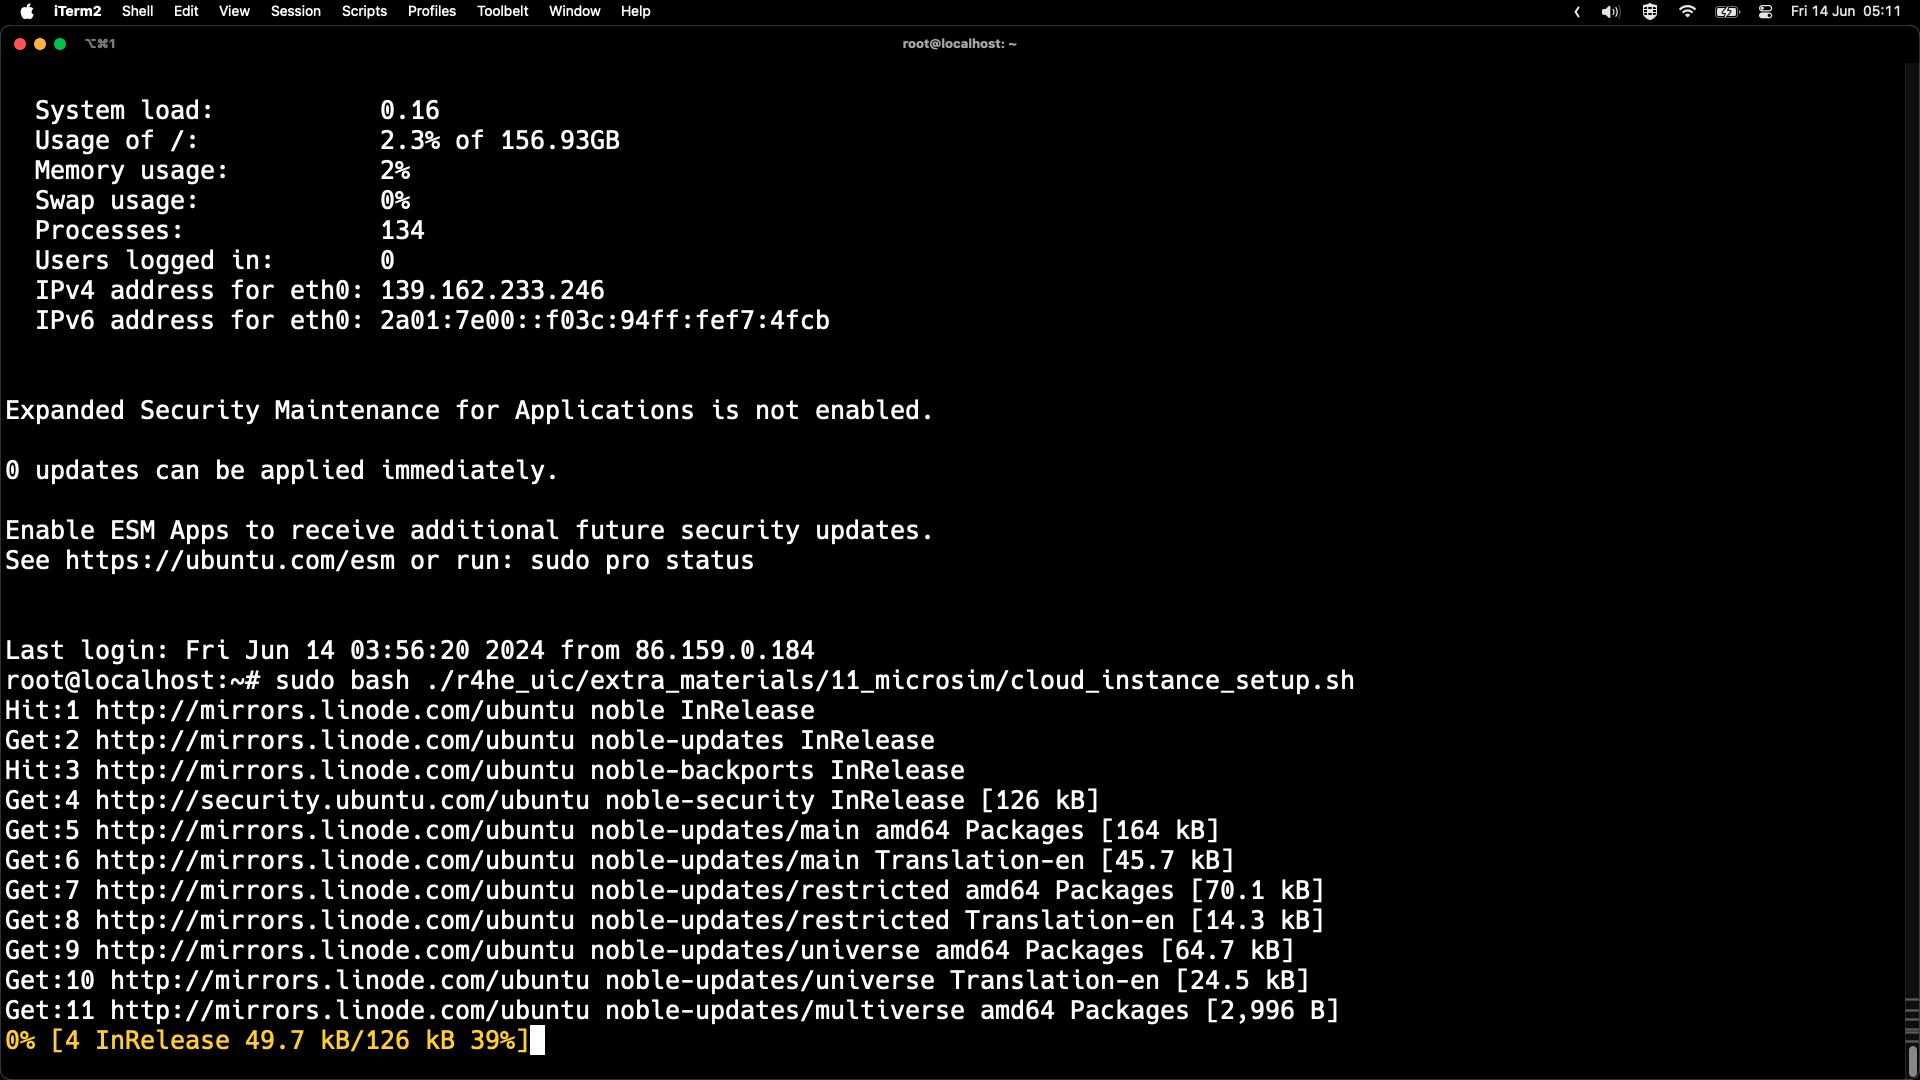 iTerm2 Shell Edit View Session Scripts Profiles Toolbelt Window Help Fri 14 Jun 05:11
⌥⌘1 root@localhost: ~
System load: 0.16
Usage of /: 2.3% of 156.93GB
Memory usage: 2%
Swap usage: 0%
Processes: 134
Users logged in: 0
IPv4 address for eth0: 139.162.233.246
IPv6 address for eth0: 2a01:7e00::f03c:94ff:fef7:4fcb
Expanded Security Maintenance for Applications is not enabled.
0 updates can be applied immediately.
Enable ESM Apps to receive additional future security updates.
See https://ubuntu.com/esm or run: sudo pro status
Last login: Fri Jun 14 03:56:20 2024 from 86.159.0.184
root@localhost:~# sudo bash ./r4he_uic/extra_materials/11_microsim/cloud_instance_setup.sh
Hit:1 http://mirrors.linode.com/ubuntu noble InRelease
Get:2 http://mirrors.linode.com/ubuntu noble-updates InRelease
Hit:3 http://mirrors.linode.com/ubuntu noble-backports InRelease
Get:4 http://security.ubuntu.com/ubuntu noble-security InRelease [126 kB]
Get:5 http://mirrors.linode.com/ubuntu noble-updates/main amd64 Packages [164 kB]
Get:6 http://mirrors.linode.com/ubuntu noble-updates/main Translation-en [45.7 kB]
Get:7 http://mirrors.linode.com/ubuntu noble-updates/restricted amd64 Packages [70.1 kB]
Get:8 http://mirrors.linode.com/ubuntu noble-updates/restricted Translation-en [14.3 kB]
Get:9 http://mirrors.linode.com/ubuntu noble-updates/universe amd64 Packages [64.7 kB]
Get:10 http://mirrors.linode.com/ubuntu noble-updates/universe Translation-en [24.5 kB]
Get:11 http://mirrors.linode.com/ubuntu noble-updates/multiverse amd64 Packages [2,996 B]
0% [4 InRelease 49.7 kB/126 kB 39%]